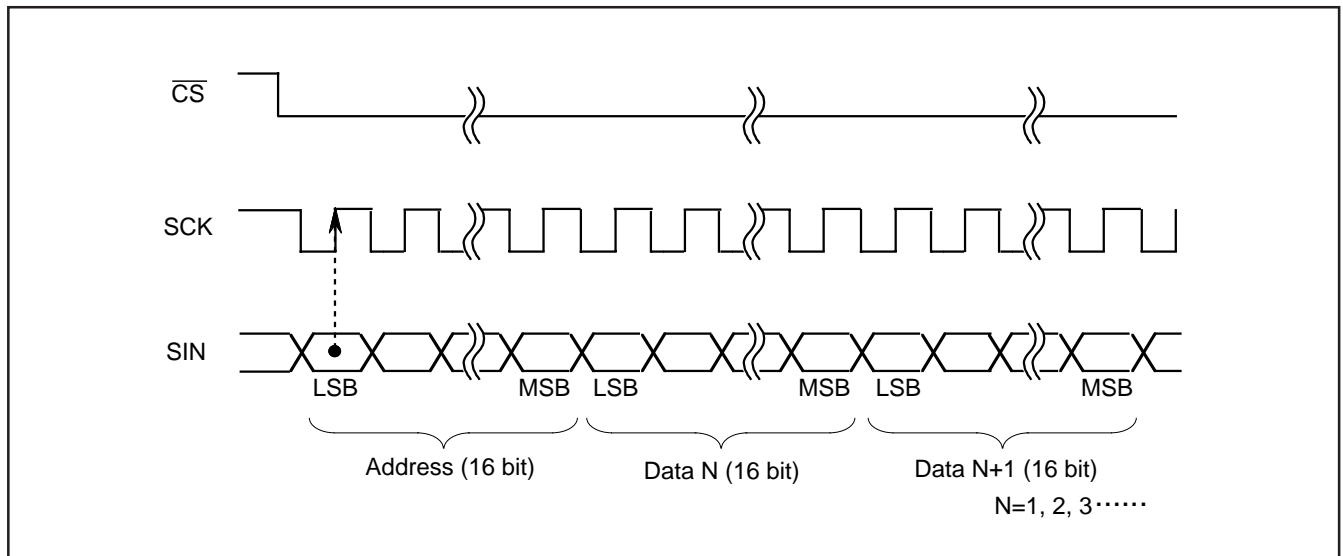 CS
SCK
SIN
LSB MSB LSB MSB LSB MSB
Address (16 bit) Data N (16 bit) Data N+1 (16 bit)
N=1, 2, 3······